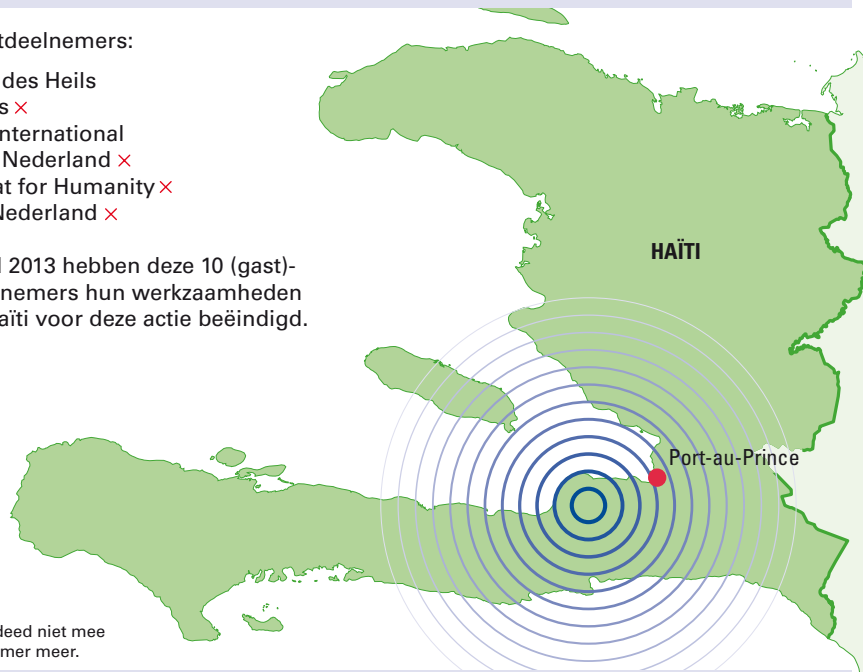 tdeelnemers:
des Heils
s ×
nternational
Nederland ×
at for Humanity ×
Nederland ×
l 2013 hebben deze 10 (gast)-
nemers hun werkzaamheden
aïti voor deze actie beëindigd.
HAÏTI
Port-au-Prince
deed niet mee
mer meer.